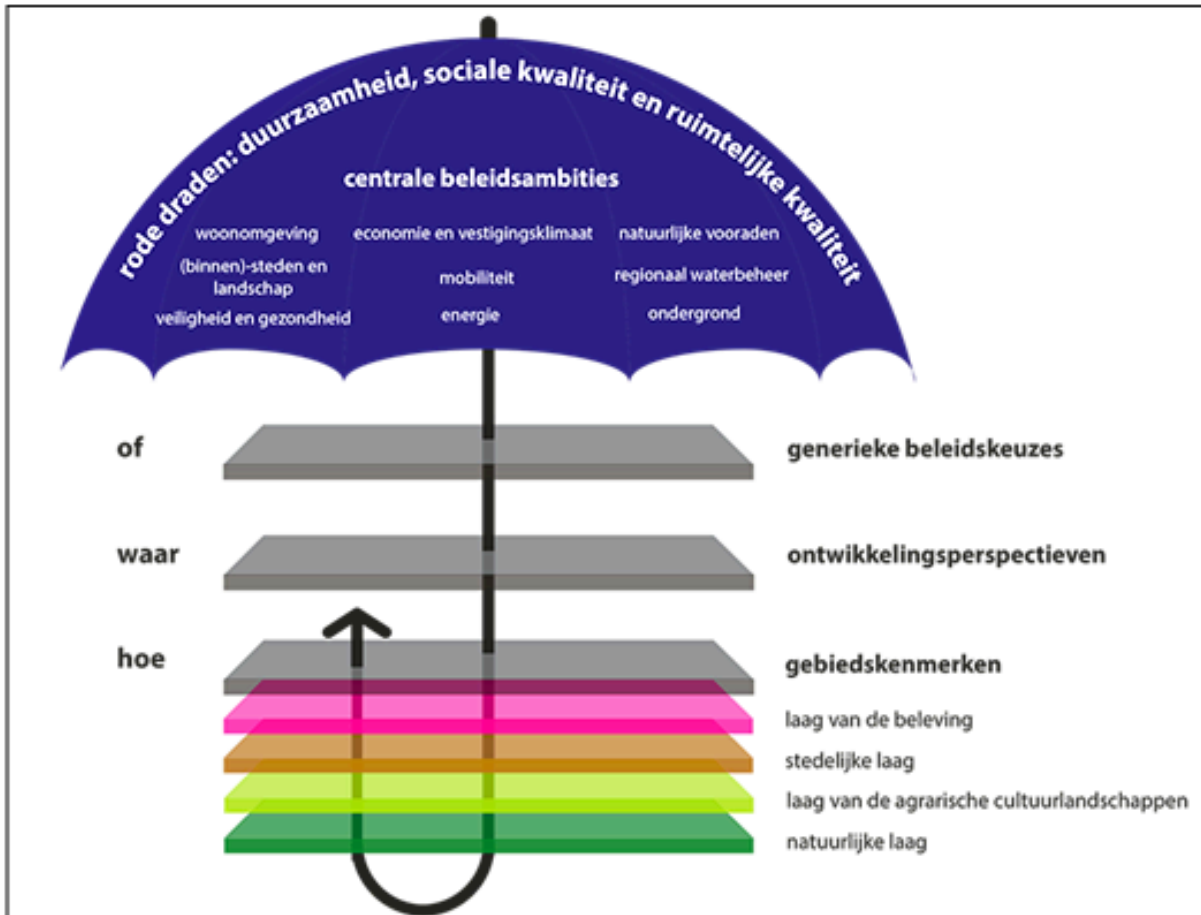 rode draden: duurzaamheid, sociale kwaliteit en ruimtelijke kwaliteit
centrale beleidsambities
woonomgeving
economie en vestigingsklimaat
natuurlijke vooraden
(binnen)-steden en
landschap
mobiliteit
regionaal waterbeheer
veiligheid en gezondheid
energie
ondergrond
of
generieke beleidskeuzes
waar
ontwikkelingsperspectieven
hoe
gebiedskenmerken
laag van de beleving
stedelijke laag
laag van de agrarische cultuurlandschappen
natuurlijke laag